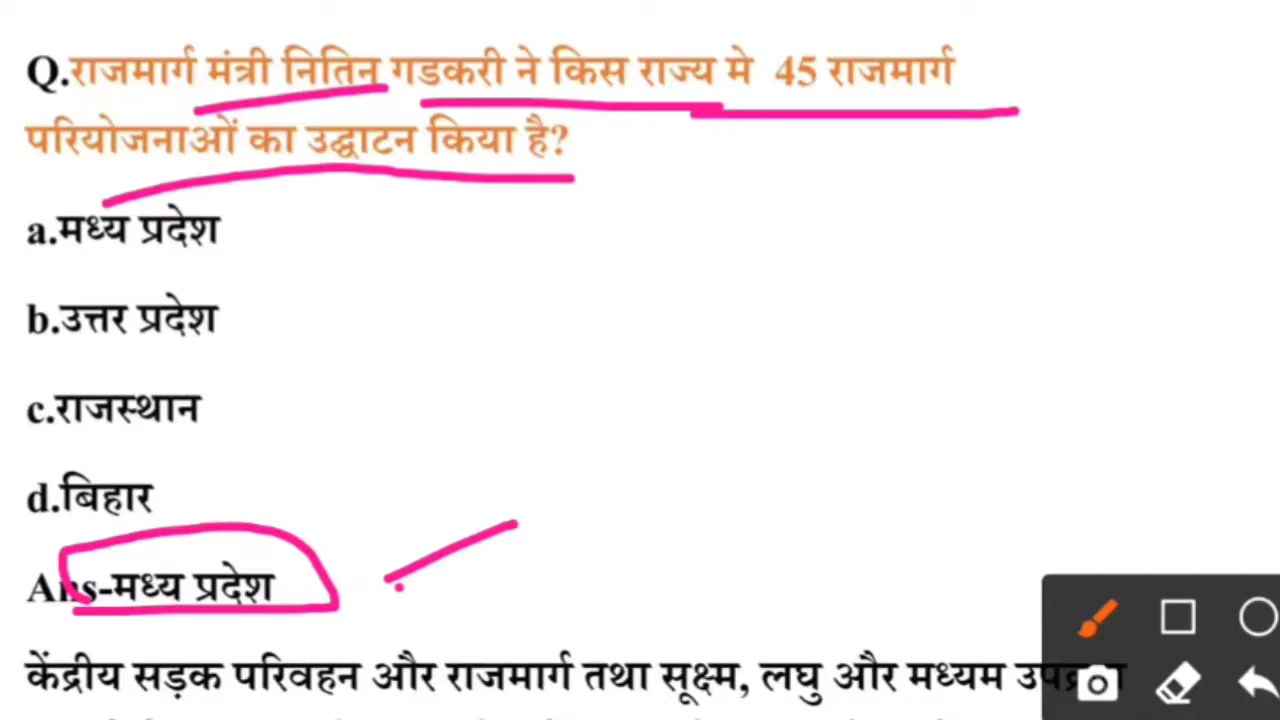 Q.राजमार्ग मंत्री नितिन गडकरी ने किस राज्य मे 45 राजमार्ग
परियोजनाओं का उद्घाटन किया है?
a.मध्य प्रदेश
b.उत्तर प्रदेश
c.राजस्थान
d.बिहार
Ans-मध्य प्रदेश
केंद्रीय सड़क परिवहन और राजमार्ग तथा सूक्ष्म, लघु और मध्यम